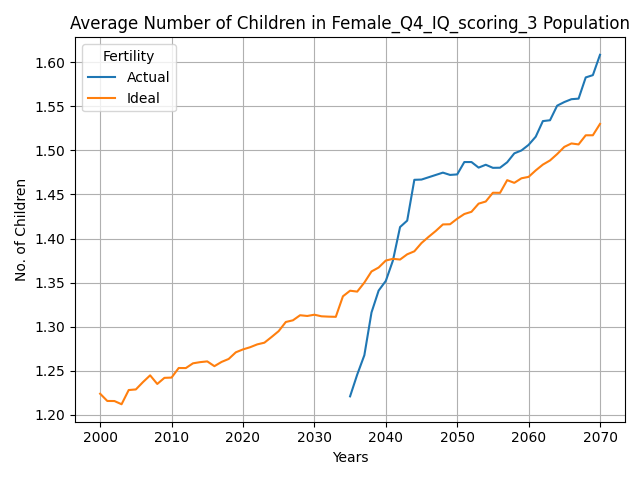 Average Number of Children in Female_Q4_IQ_scoring_3 Population
Fertility
Actual
Ideal
1.60
1.55
1.50
1.45
1.40
1.35
1.30
1.25
1.20
No. of Children
2000 2010 2020 2030 2040 2050 2060 2070
Years